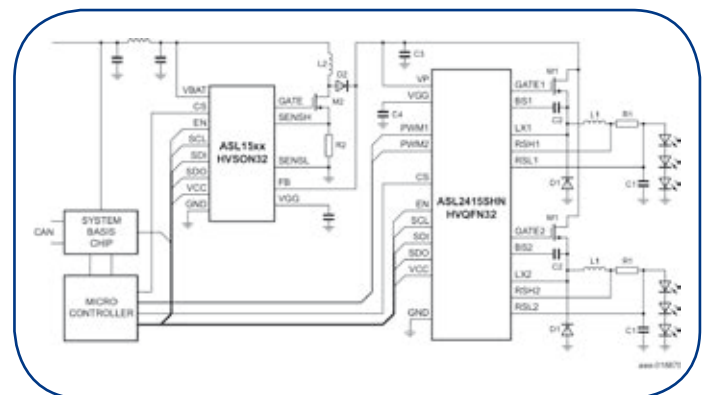 L2
D2
C3
VBAT
CS
EN
SCL
SDI
SDO
VCC
GND
ASL15xx
HVSON32
GATE
SENSH
SENSL
FB
VGG
M2
R2
C4
VP
VGG
PWM1
PWM2
CS
EN
SCL
SDI
SDO
VCC
GND
ASL2415SHN
HVQFN32
GATE1
BS1
LX1
RSH1
RSL1
GATE2
BS2
LX2
RSH2
RSL2
M1
C2
L1
R1
D1
C1
M1
C2
L1
R1
D1
C1
CAN
SYSTEM
BASIS
CHIP
MICRO
CONTROLLER